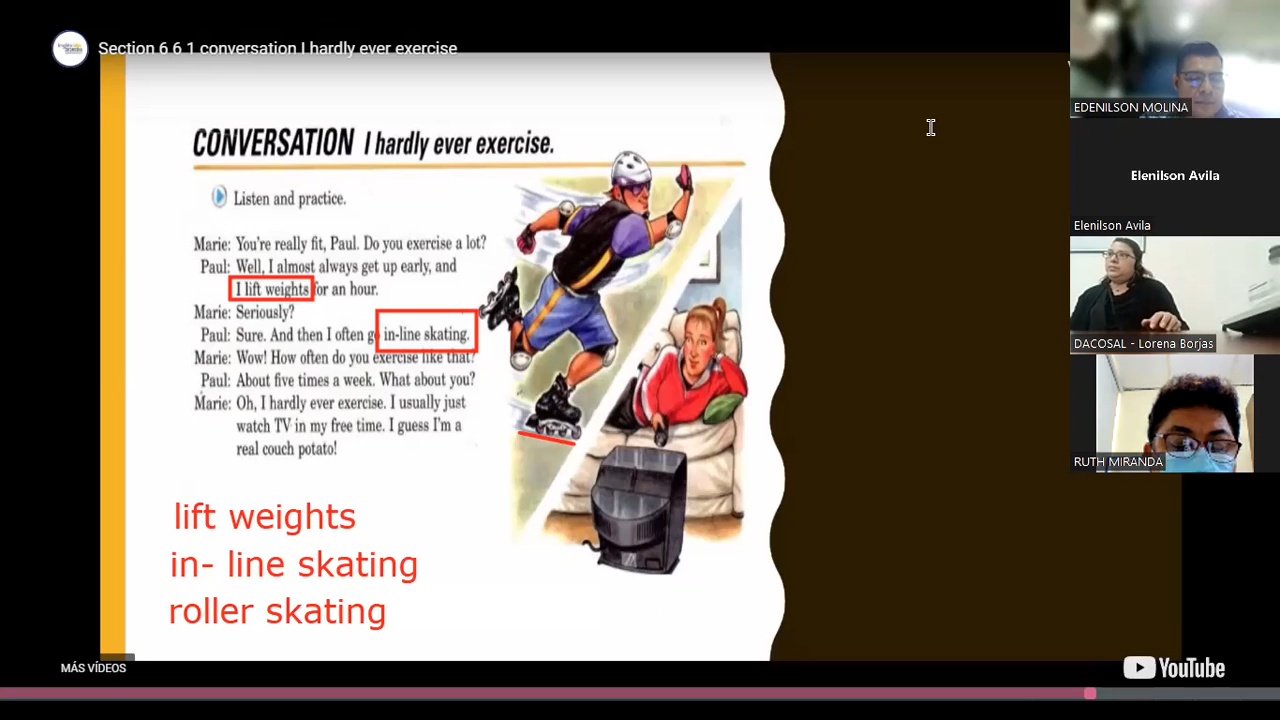 Section 6 6 1 conversation I hardly ever exercise
CONVERSATION I hardly ever exercise.
Listen and practice.
Marie: You're really fit, Paul. Do you exercise a lot?
Paul: Well, I almost always get up early, and
I lift weights for an hour.
Marie: Seriously?
Paul: Sure. And then I often go in-line skating.
Marie: Wow! How often do you exercise like that?
Paul: About five times a week. What about you?
Marie: Oh, I hardly ever exercise. I usually just
watch TV in my free time. I guess I'm a
real couch potato!
lift weights
in- line skating
roller skating
MÁS VÍDEOS
YouTube
EDENILSON MOLINA
Elenilson Avila
Elenilson Avila
DACOSAL - Lorena Borjas
RUTH MIRANDA